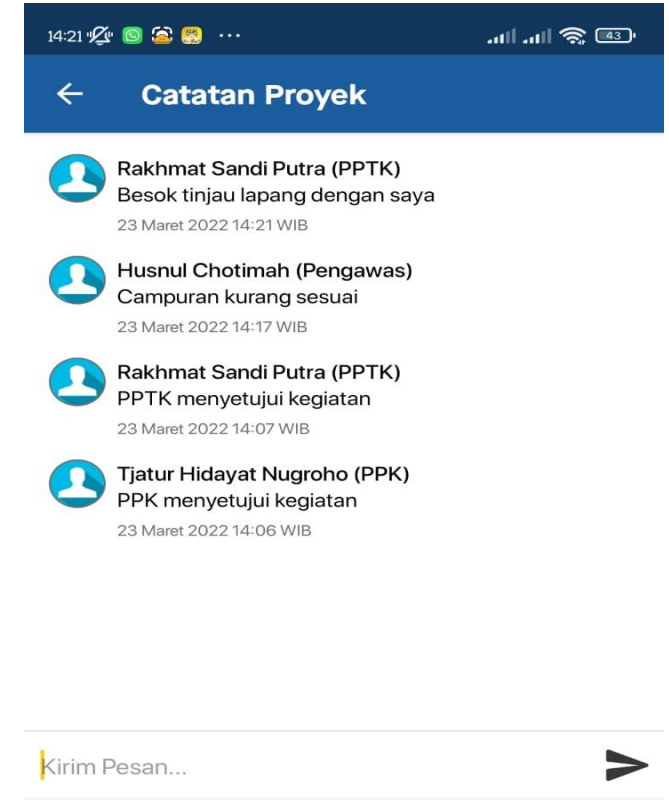 14:21
43
Catatan Proyek
Rakhmat Sandi Putra (PPTK)
Besok tinjau lapang dengan saya
23 Maret 2022 14:21 WIB
Husnul Chotimah (Pengawas)
Campuran kurang sesuai
23 Maret 2022 14:17 WIB
Rakhmat Sandi Putra (PPTK)
PPTK menyetujui kegiatan
23 Maret 2022 14:07 WIB
Tjatur Hidayat Nugroho (PPK)
PPK menyetujui kegiatan
23 Maret 2022 14:06 WIB
Kirim Pesan...